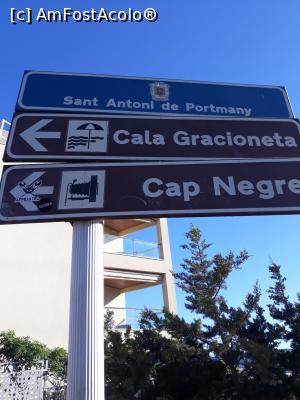 [c] AmFostAcolo®
Sant Antoni de Portmany
Cala Gracioneta
Cap Negre